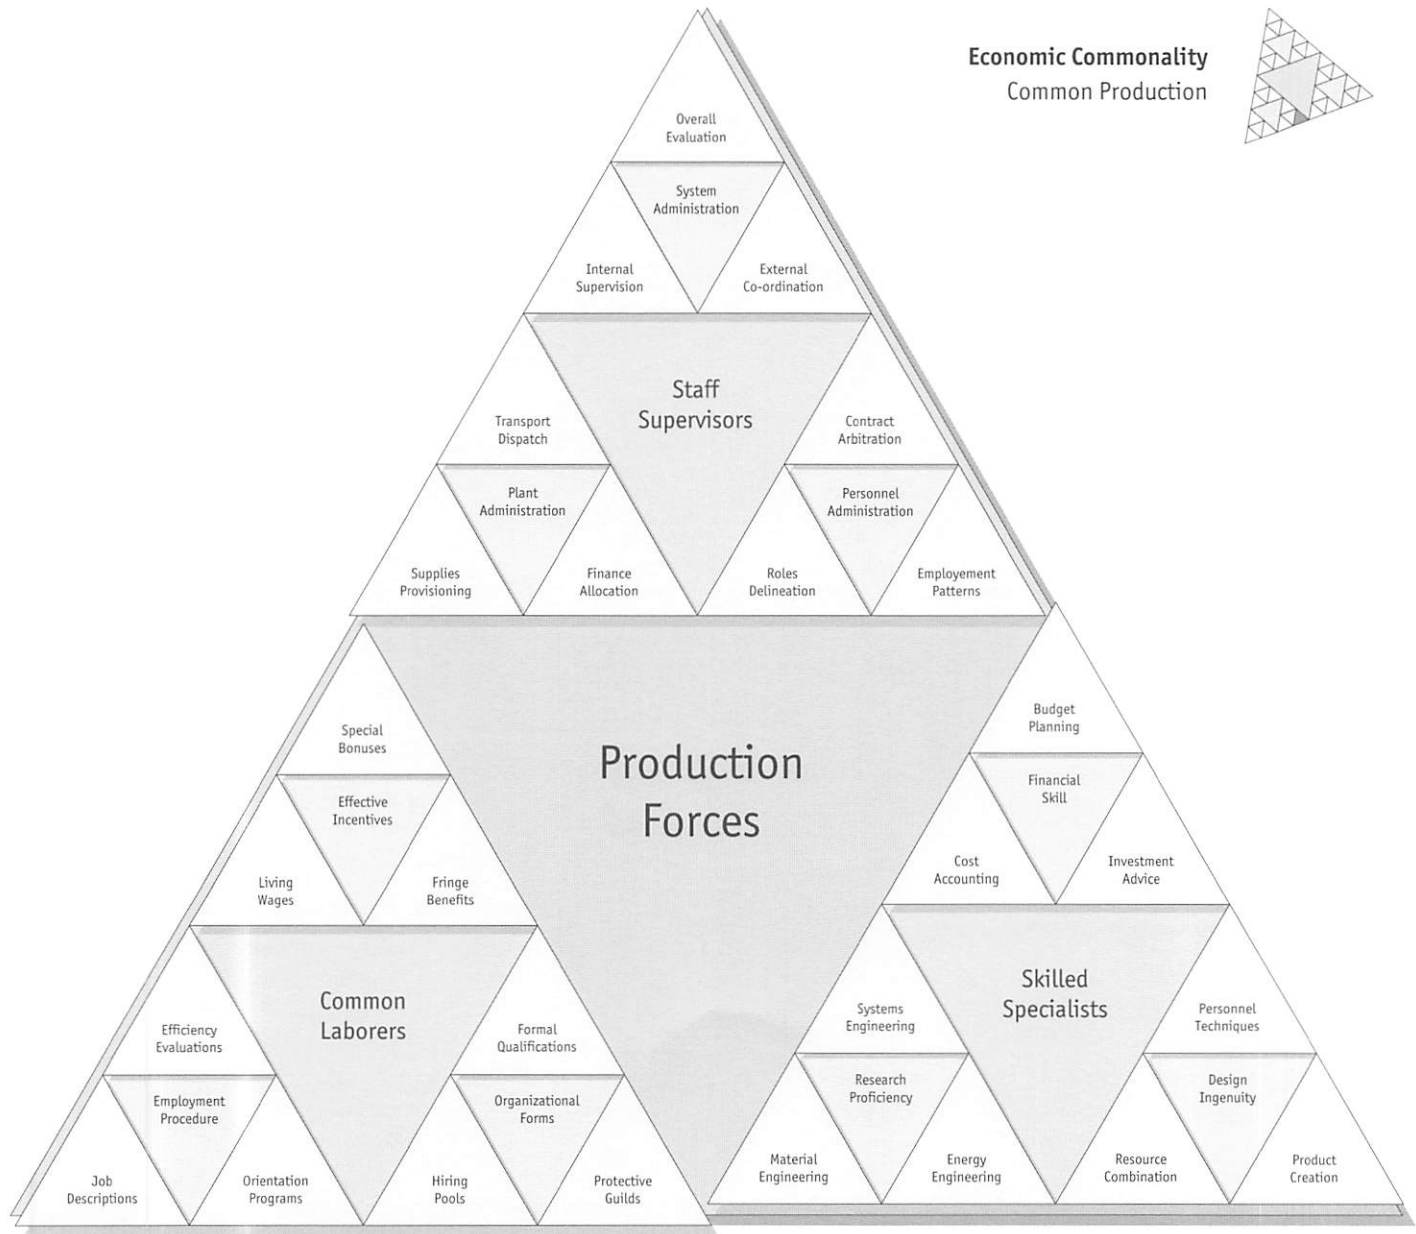 Economic Commonality
Common Production
Overall
Evaluation
System
Administration
Internal
Supervision
External
Co-ordination
Staff
Supervisors
Transport
Dispatch
Contract
Arbitration
Plant
Administration
Personnel
Administration
Supplies
Provisioning
Finance
Allocation
Roles
Delineation
Employement
Patterns
Production
Forces
Special
Bonuses
Effective
Incentives
Living
Wages
Fringe
Benefits
Common
Laborers
Efficiency
Evaluations
Formal
Qualifications
Employment
Procedure
Organizational
Forms
Job
Descriptions
Orientation
Programs
Hiring
Pools
Protective
Guilds
Budget
Planning
Financial
Skill
Cost
Accounting
Investment
Advice
Skilled
Specialists
Systems
Engineering
Personnel
Techniques
Research
Proficiency
Design
Ingenuity
Material
Engineering
Energy
Engineering
Resource
Combination
Product
Creation